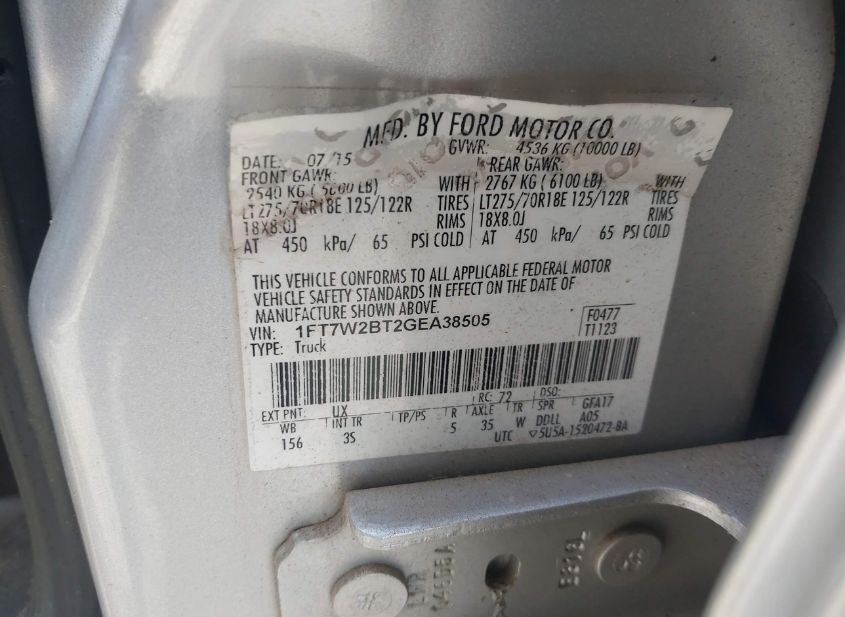 MFD. BY FORD MOTOR CO.
DATE: 07/15 GVWR: 4536 KG (10000 LB)
FRONT GAWR: REAR GAWR:
2540 KG (5600 LB) WITH 2767 KG (6100 LB) WITH
LT275/70R18E 125/122R TIRES LT275/70R18E 125/122R TIRES
18X8.0J RIMS 18X8.0J RIMS
AT 450 kPa/ 65 PSI COLD AT 450 kPa/ 65 PSI COLD
THIS VEHICLE CONFORMS TO ALL APPLICABLE FEDERAL MOTOR
VEHICLE SAFETY STANDARDS IN EFFECT ON THE DATE OF
MANUFACTURE SHOWN ABOVE.
VIN: 1FT7W2BT2GEA38505 F0477
TYPE: Truck T1123
EXT PNT: UX RC: 72 DSO:
WB INT TR TP/PS R AXLE TR SPR GFA17
156 3S 5 35 W DDLL A05
UTC ▽5U5A-1520472-BA